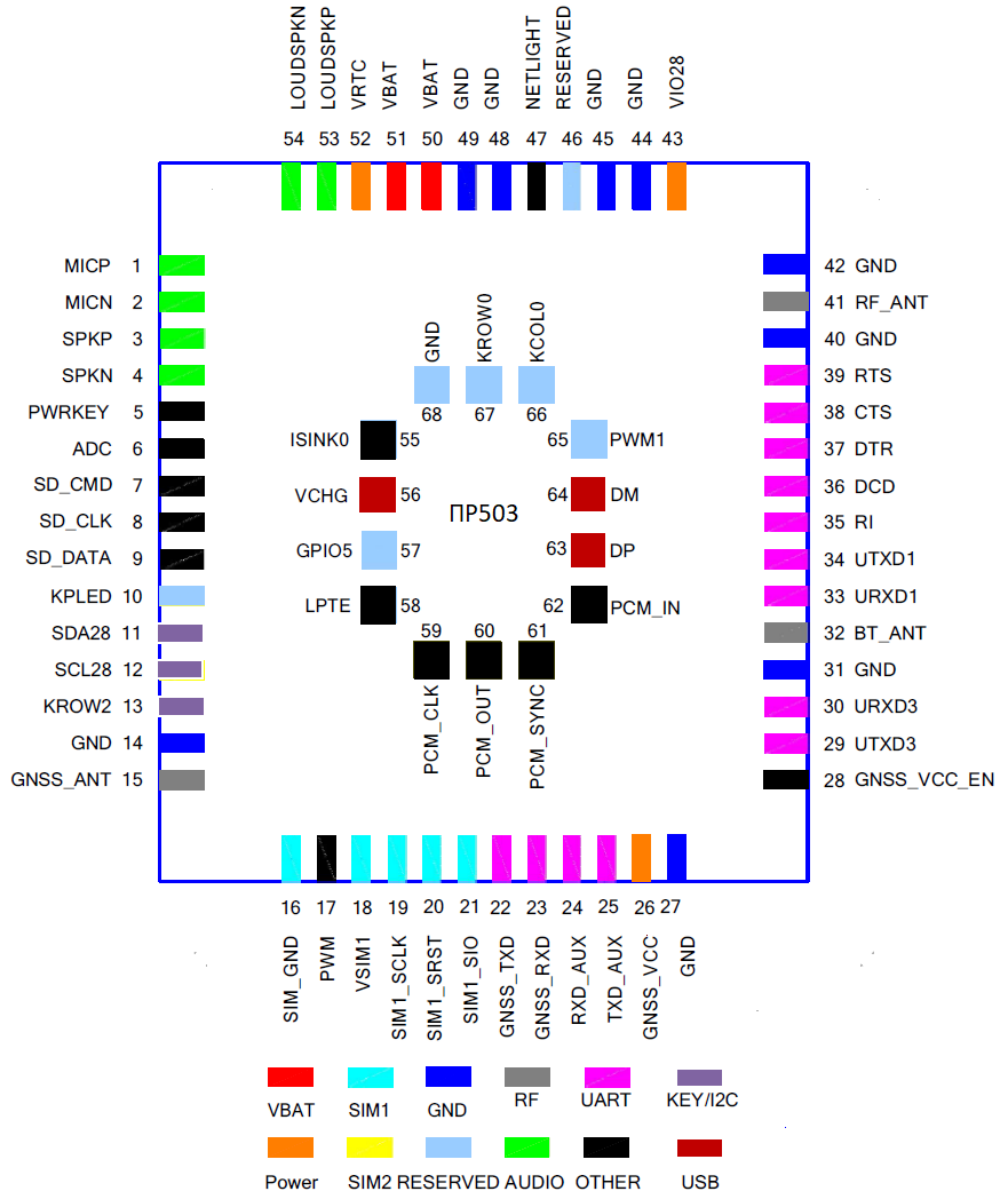 LOUDSPKN
LOUDSPKP
VRTC
VBAT
VBAT
GND
GND
NETLIGHT
RESERVED
GND
GND
VIO28
54 53 52 51 50 49 48 47 46 45 44 43
MICP 1
MICN 2
SPKP 3
SPKN 4
PWRKEY 5
ADC 6
SD_CMD 7
SD_CLK 8
SD_DATA 9
KPLED 10
SDA28 11
SCL28 12
KROW2 13
GND 14
GNSS_ANT 15
GND
KROW0
KCOL0
68 67 66
ISINK0 55
VCHG 56
GPIO5 57
LPTE 58
ПР503
65 PWM1
64 DM
63 DP
62 PCM_IN
59 60 61
PCM_CLK
PCM_OUT
PCM_SYNC
42 GND
41 RF_ANT
40 GND
39 RTS
38 CTS
37 DTR
36 DCD
35 RI
34 UTXD1
33 URXD1
32 BT_ANT
31 GND
30 URXD3
29 UTXD3
28 GNSS_VCC_EN
16 17 18 19 20 21 22 23 24 25 26 27
SIM_GND
PWM
VSIM1
SIM1_SCLK
SIM1_SRST
SIM1_SIO
GNSS_TXD
GNSS_RXD
RXD_AUX
TXD_AUX
GNSS_VCC
GND
VBAT SIM1 GND RF UART KEY/I2C
Power SIM2 RESERVED AUDIO OTHER USB